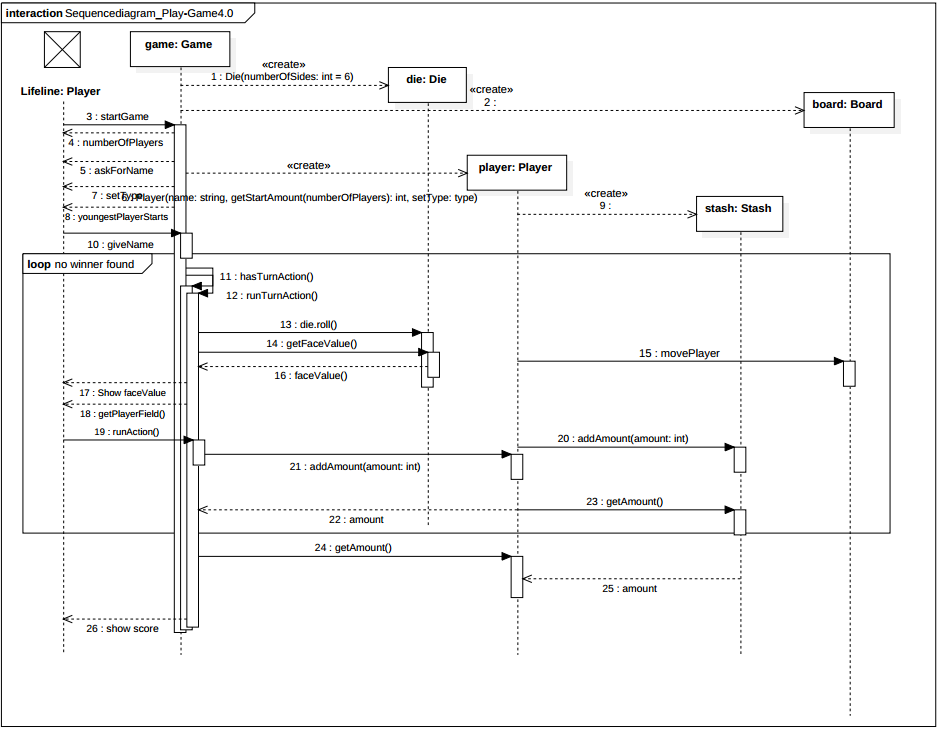 interaction Sequencediagram_Play-Game4.0
game: Game
«create»
1 : Die(numberOfSides: int = 6)
die: Die
«create»
2 :
board: Board
Lifeline: Player
3 : startGame
4 : numberOfPlayers
5 : askForName
«create»
player: Player
7 : setType
6 : Player(name: string, getStartAmount(numberOfPlayers): int, setType: type)
«create»
9 :
stash: Stash
8 : youngestPlayerStarts
10 : giveName
loop no winner found
11 : hasTurnAction()
12 : runTurnAction()
13 : die.roll()
14 : getFaceValue()
15 : movePlayer
16 : faceValue()
17 : Show faceValue
18 : getPlayerField()
19 : runAction()
20 : addAmount(amount: int)
21 : addAmount(amount: int)
23 : getAmount()
22 : amount
24 : getAmount()
25 : amount
26 : show score